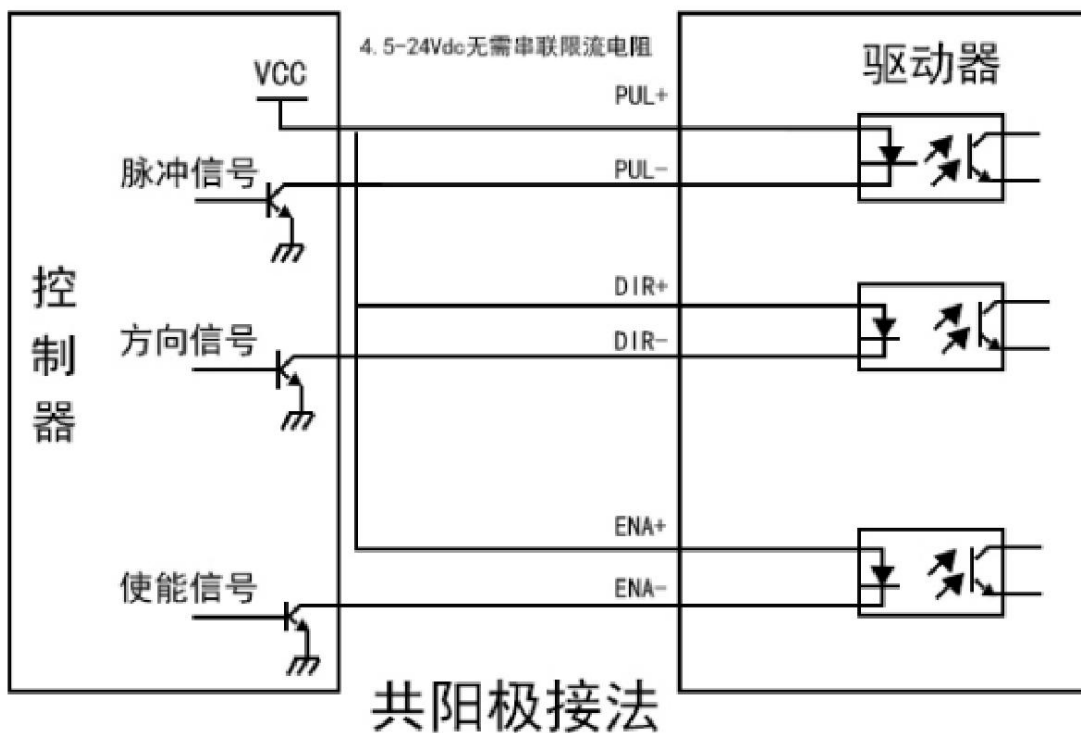 4.5-24Vdc无需串联限流电阻
驱动器
VCC
PUL+
脉冲信号
PUL-
控制器
DIR+
方向信号
DIR-
ENA+
使能信号
ENA-
共阳极接法